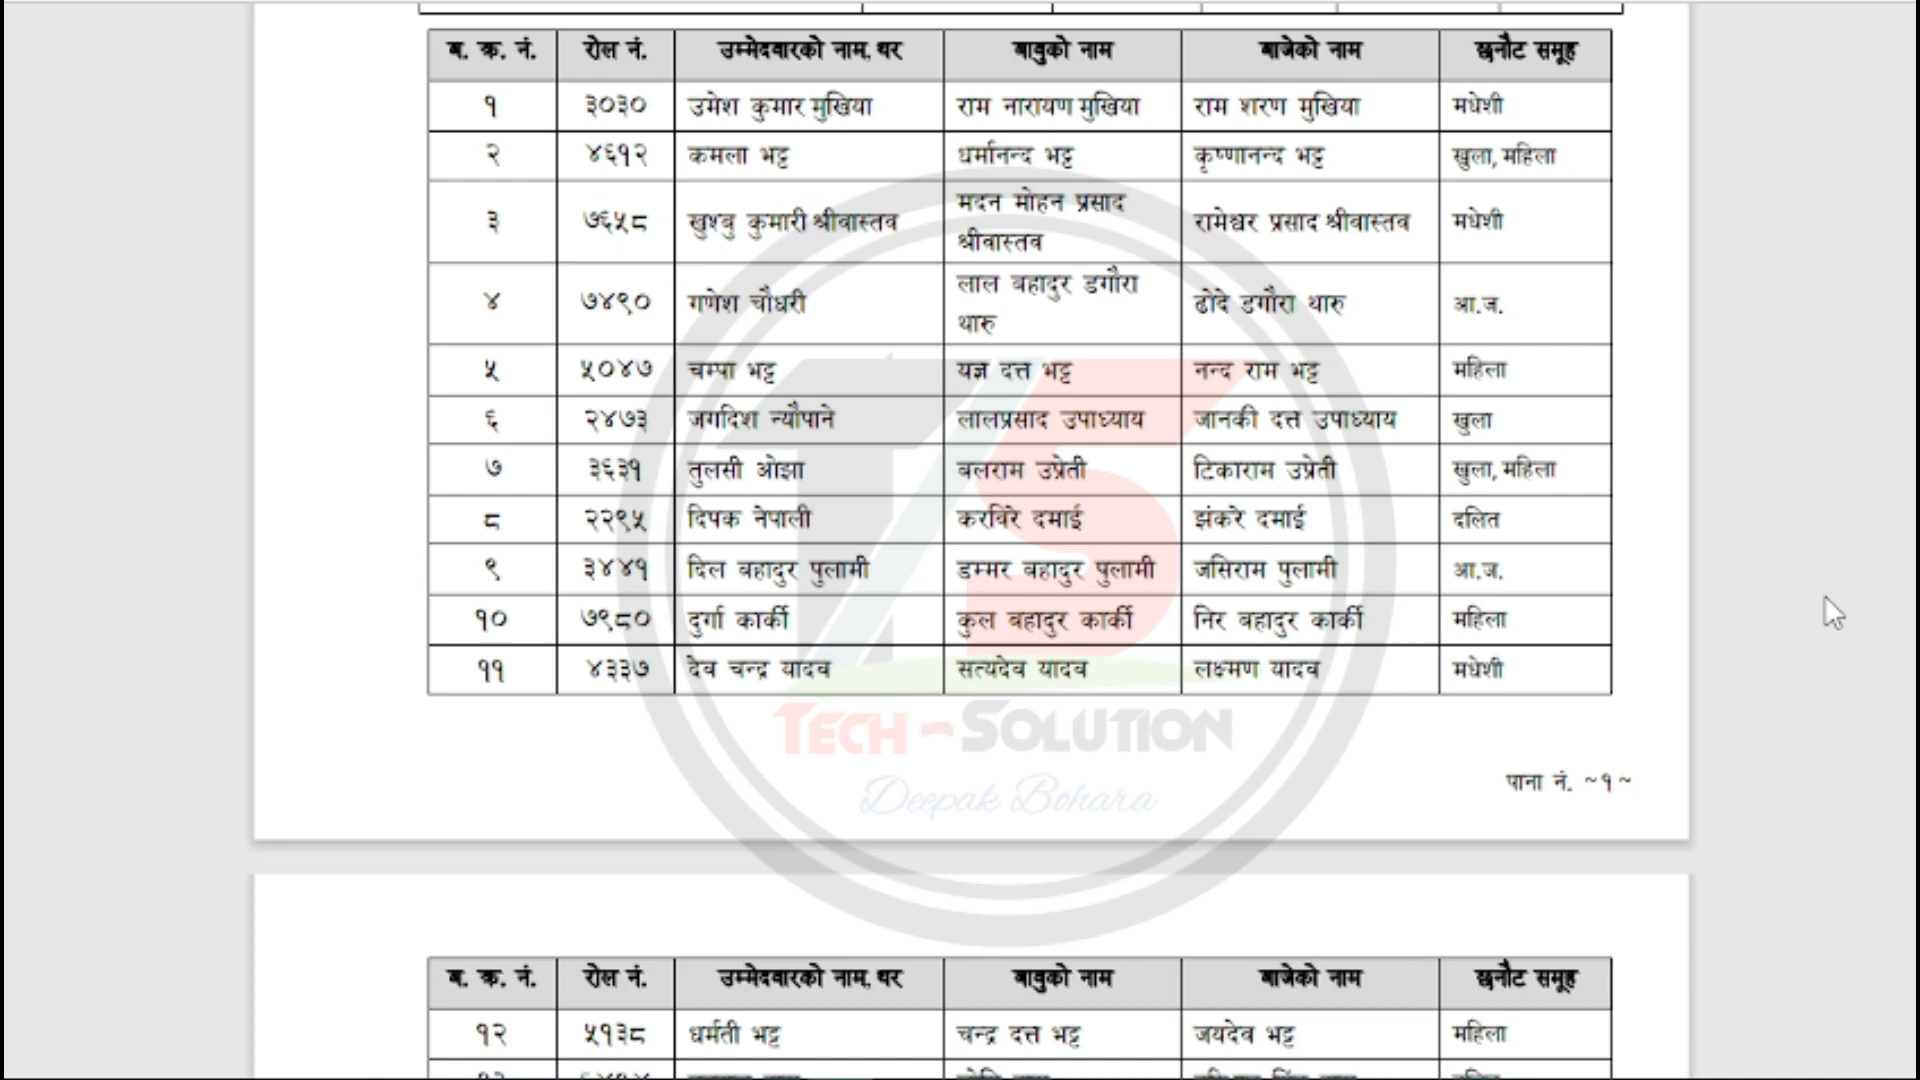 ब. क्र. नं. रोल नं. उम्मेदवारको नाम, थर बाबुको नाम बाजेको नाम छनौट समूह
१ ३०३० उमेश कुमार मुखिया राम नारायण मुखिया राम शरण मुखिया मधेशी
२ ४६१२ कमला भट्ट धर्मानन्द भट्ट कृष्णानन्द भट्ट खुला, महिला
३ ७६५८ खुश्बु कुमारी श्रीवास्तव मदन मोहन प्रसाद श्रीवास्तव रामेश्वर प्रसाद श्रीवास्तव मधेशी
४ ७४९० गणेश चौधरी लाल बहादुर डगौरा थारु ढोदे डगौरा थारु आ.ज.
५ ५०४७ चम्पा भट्ट यज्ञ दत्त भट्ट नन्द राम भट्ट महिला
६ २४७३ जगदिश न्यौपाने लालप्रसाद उपाध्याय जानकी दत्त उपाध्याय खुला
७ ३६३१ तुलसी ओझा बलराम उप्रेती टिकाराम उप्रेती खुला, महिला
८ २२९५ दिपक नेपाली करविरे दमाई झंकरे दमाई दलित
९ ३४४१ दिल बहादुर पुलामी डम्मर बहादुर पुलामी जसिराम पुलामी आ.ज.
१० ७९८० दुर्गा कार्की कुल बहादुर कार्की निर बहादुर कार्की महिला
११ ४३३७ देव चन्द्र यादव सत्यदेव यादव लक्ष्मण यादव मधेशी
TECH - SOLUTION
Deepak Bohara
पाना नं. ~१~
ब. क्र. नं. रोल नं. उम्मेदवारको नाम, थर बाबुको नाम बाजेको नाम छनौट समूह
१२ ५१३८ धर्मती भट्ट चन्द्र दत्त भट्ट जयदेव भट्ट महिला